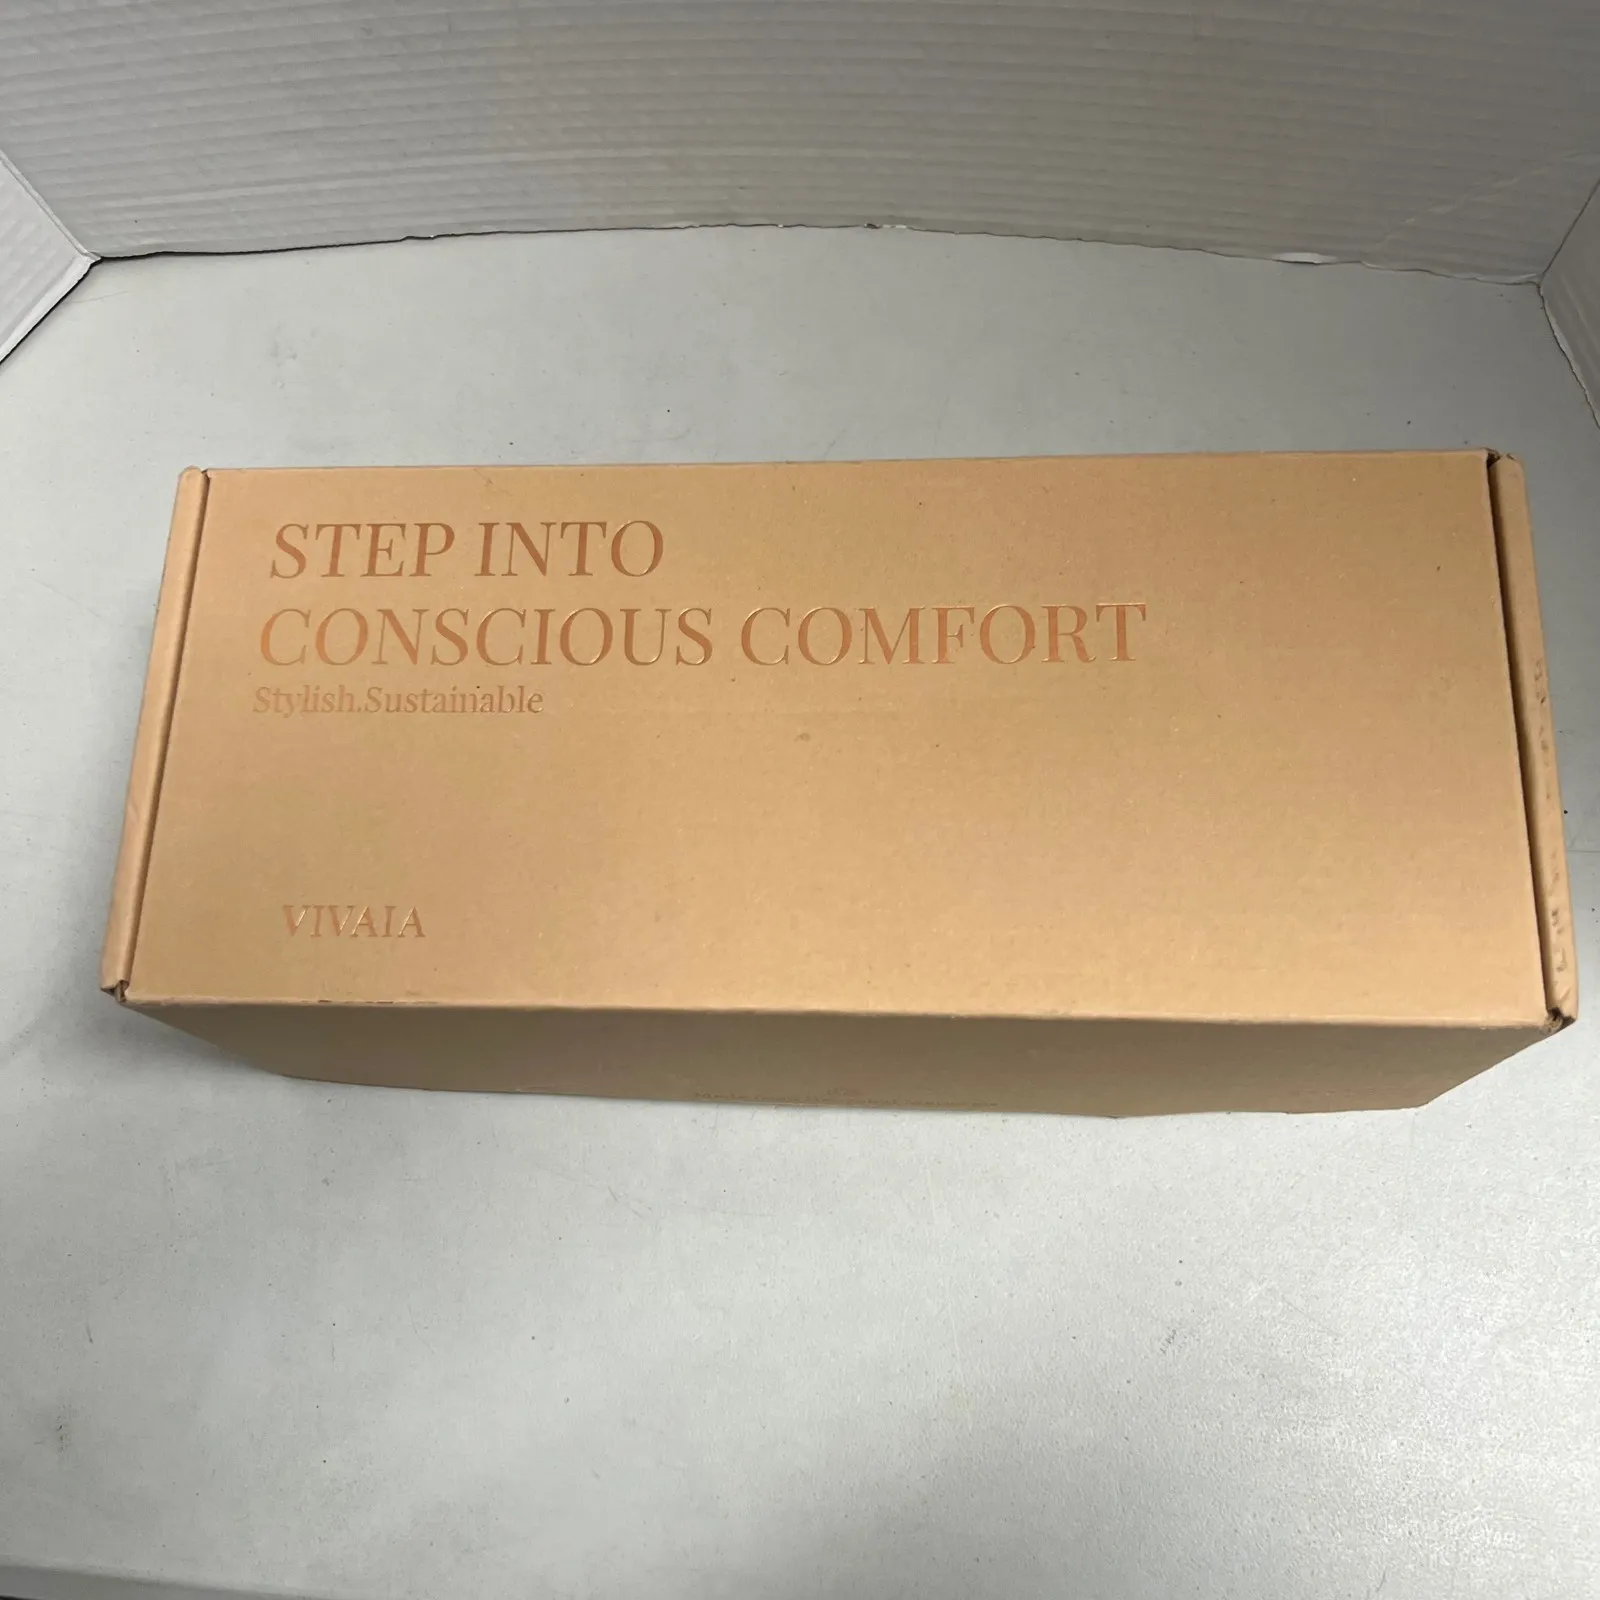 STEP INTO
CONSCIOUS COMFORT
Stylish.Sustainable
VIVAIA